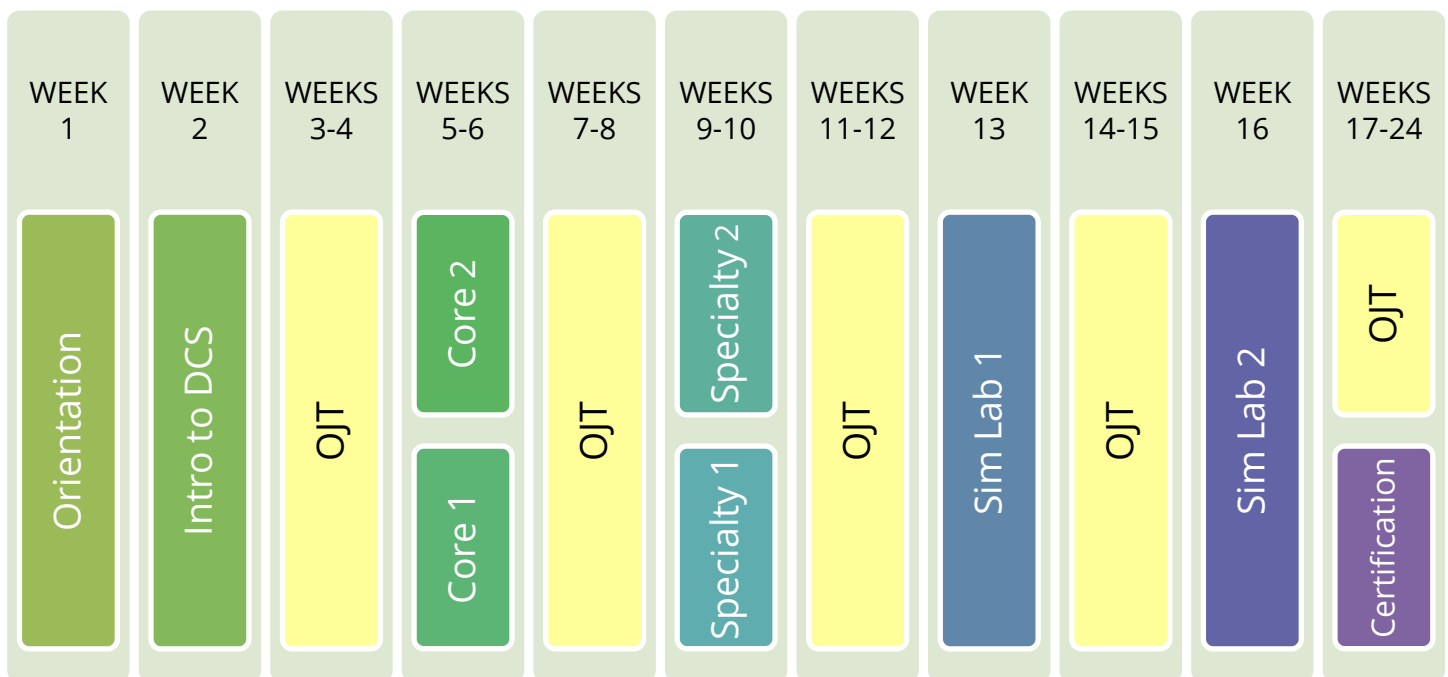 WEEK
1
WEEK
2
WEEKS
3-4
WEEKS
5-6
WEEKS
7-8
WEEKS
9-10
WEEKS
11-12
WEEK
13
WEEKS
14-15
WEEK
16
WEEKS
17-24
Orientation
Intro to DCS
OJT
Core 2
Core 1
OJT
Specialty 2
Specialty 1
OJT
Sim Lab 1
OJT
Sim Lab 2
OJT
Certification